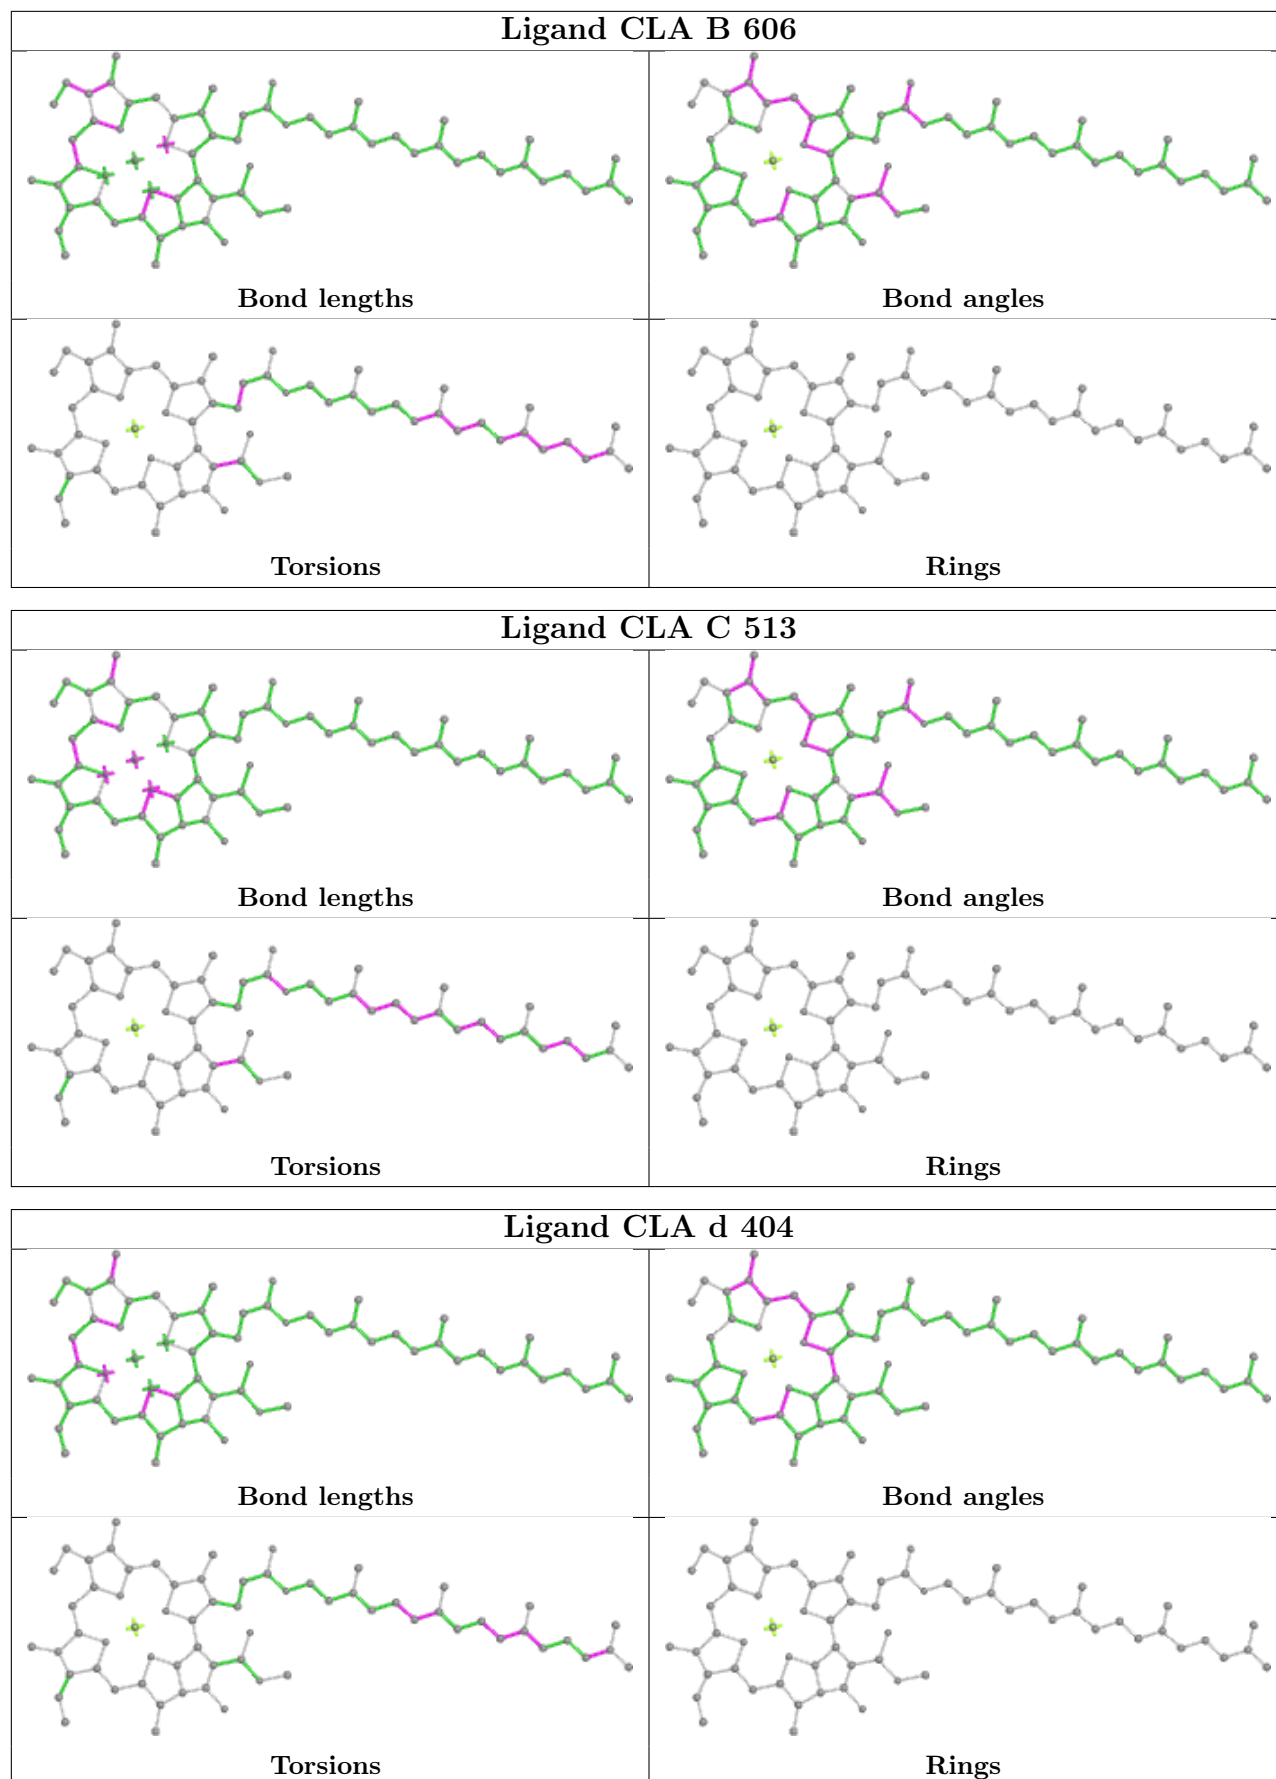 Ligand CLA B 606
Bond lengths
Bond angles
Torsions
Rings
Ligand CLA C 513
Bond lengths
Bond angles
Torsions
Rings
Ligand CLA d 404
Bond lengths
Bond angles
Torsions
Rings